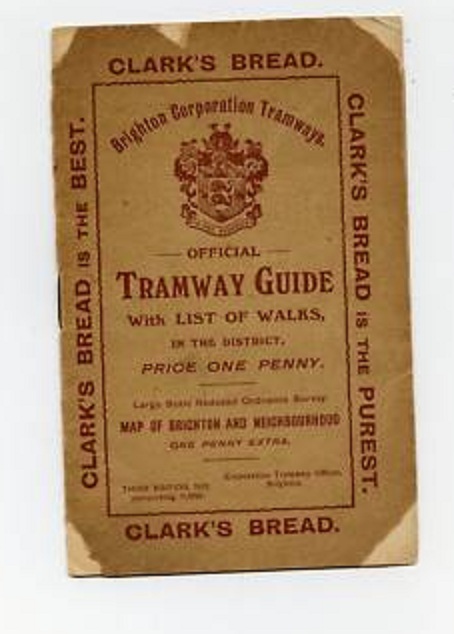 CLARK'S BREAD.
CLARK'S BREAD IS THE BEST.
CLARK'S BREAD IS THE PUREST.
Brighton Corporation Tramways.
OFFICIAL
TRAMWAY GUIDE
With LIST OF WALKS,
IN THE DISTRICT,
PRICE ONE PENNY.
Large Scale Reduced Ordnance Survey
MAP OF BRIGHTON AND NEIGHBOURHOOD
ONE PENNY EXTRA.
Corporation Tramway Offices,
Brighton.
THIRD EDITION,
CLARK'S BREAD.